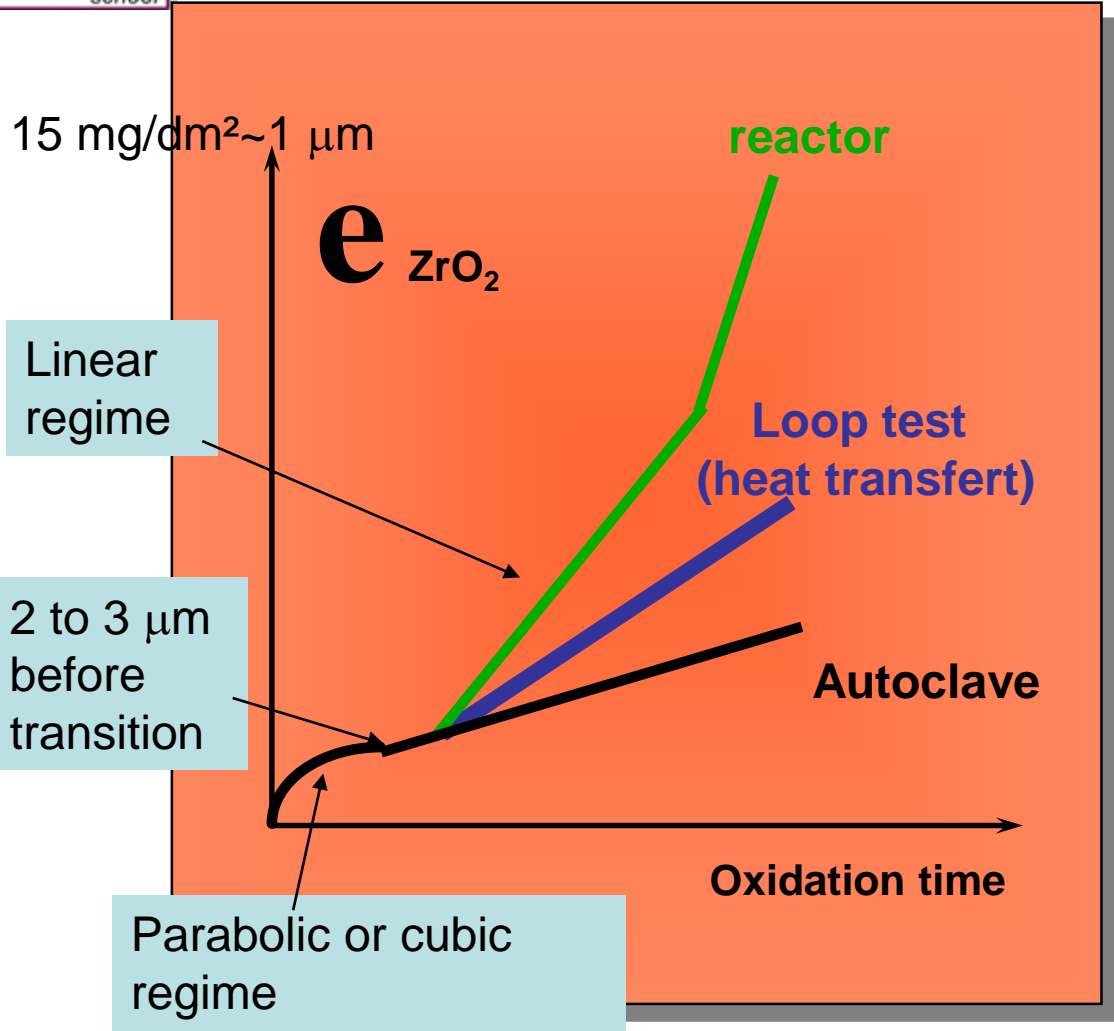 school
15 mg/dm²~1 μm
reactor
e ZrO₂
Linear
regime
Loop test
(heat transfert)
2 to 3 μm
before
transition
Autoclave
Oxidation time
Parabolic or cubic
regime